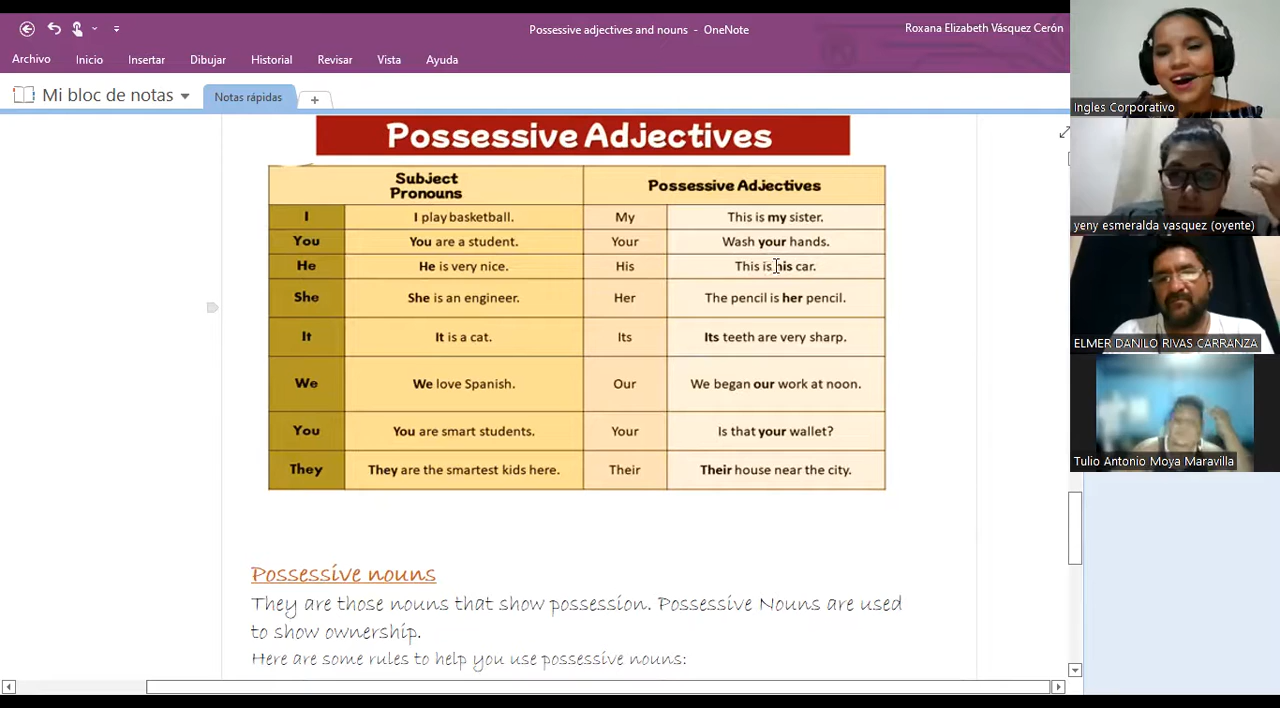 Possessive adjectives and nouns - OneNote
Roxana Elizabeth Vásquez Cerón
Archivo Inicio Insertar Dibujar Historial Revisar Vista Ayuda
Mi bloc de notas Notas rápidas
Possessive Adjectives
Subject Pronouns Possessive Adjectives
I I play basketball. My This is my sister.
You You are a student. Your Wash your hands.
He He is very nice. His This is his car.
She She is an engineer. Her The pencil is her pencil.
It It is a cat. Its Its teeth are very sharp.
We We love Spanish. Our We began our work at noon.
You You are smart students. Your Is that your wallet?
They They are the smartest kids here. Their Their house near the city.
Possessive nouns
They are those nouns that show possession. Possessive Nouns are used
to show ownership.
Here are some rules to help you use possessive nouns:
Ingles Corporativo
yeny esmeralda vasquez (oyente)
ELMER DANILO RIVAS CARRANZA
Tulio Antonio Moya Maravilla